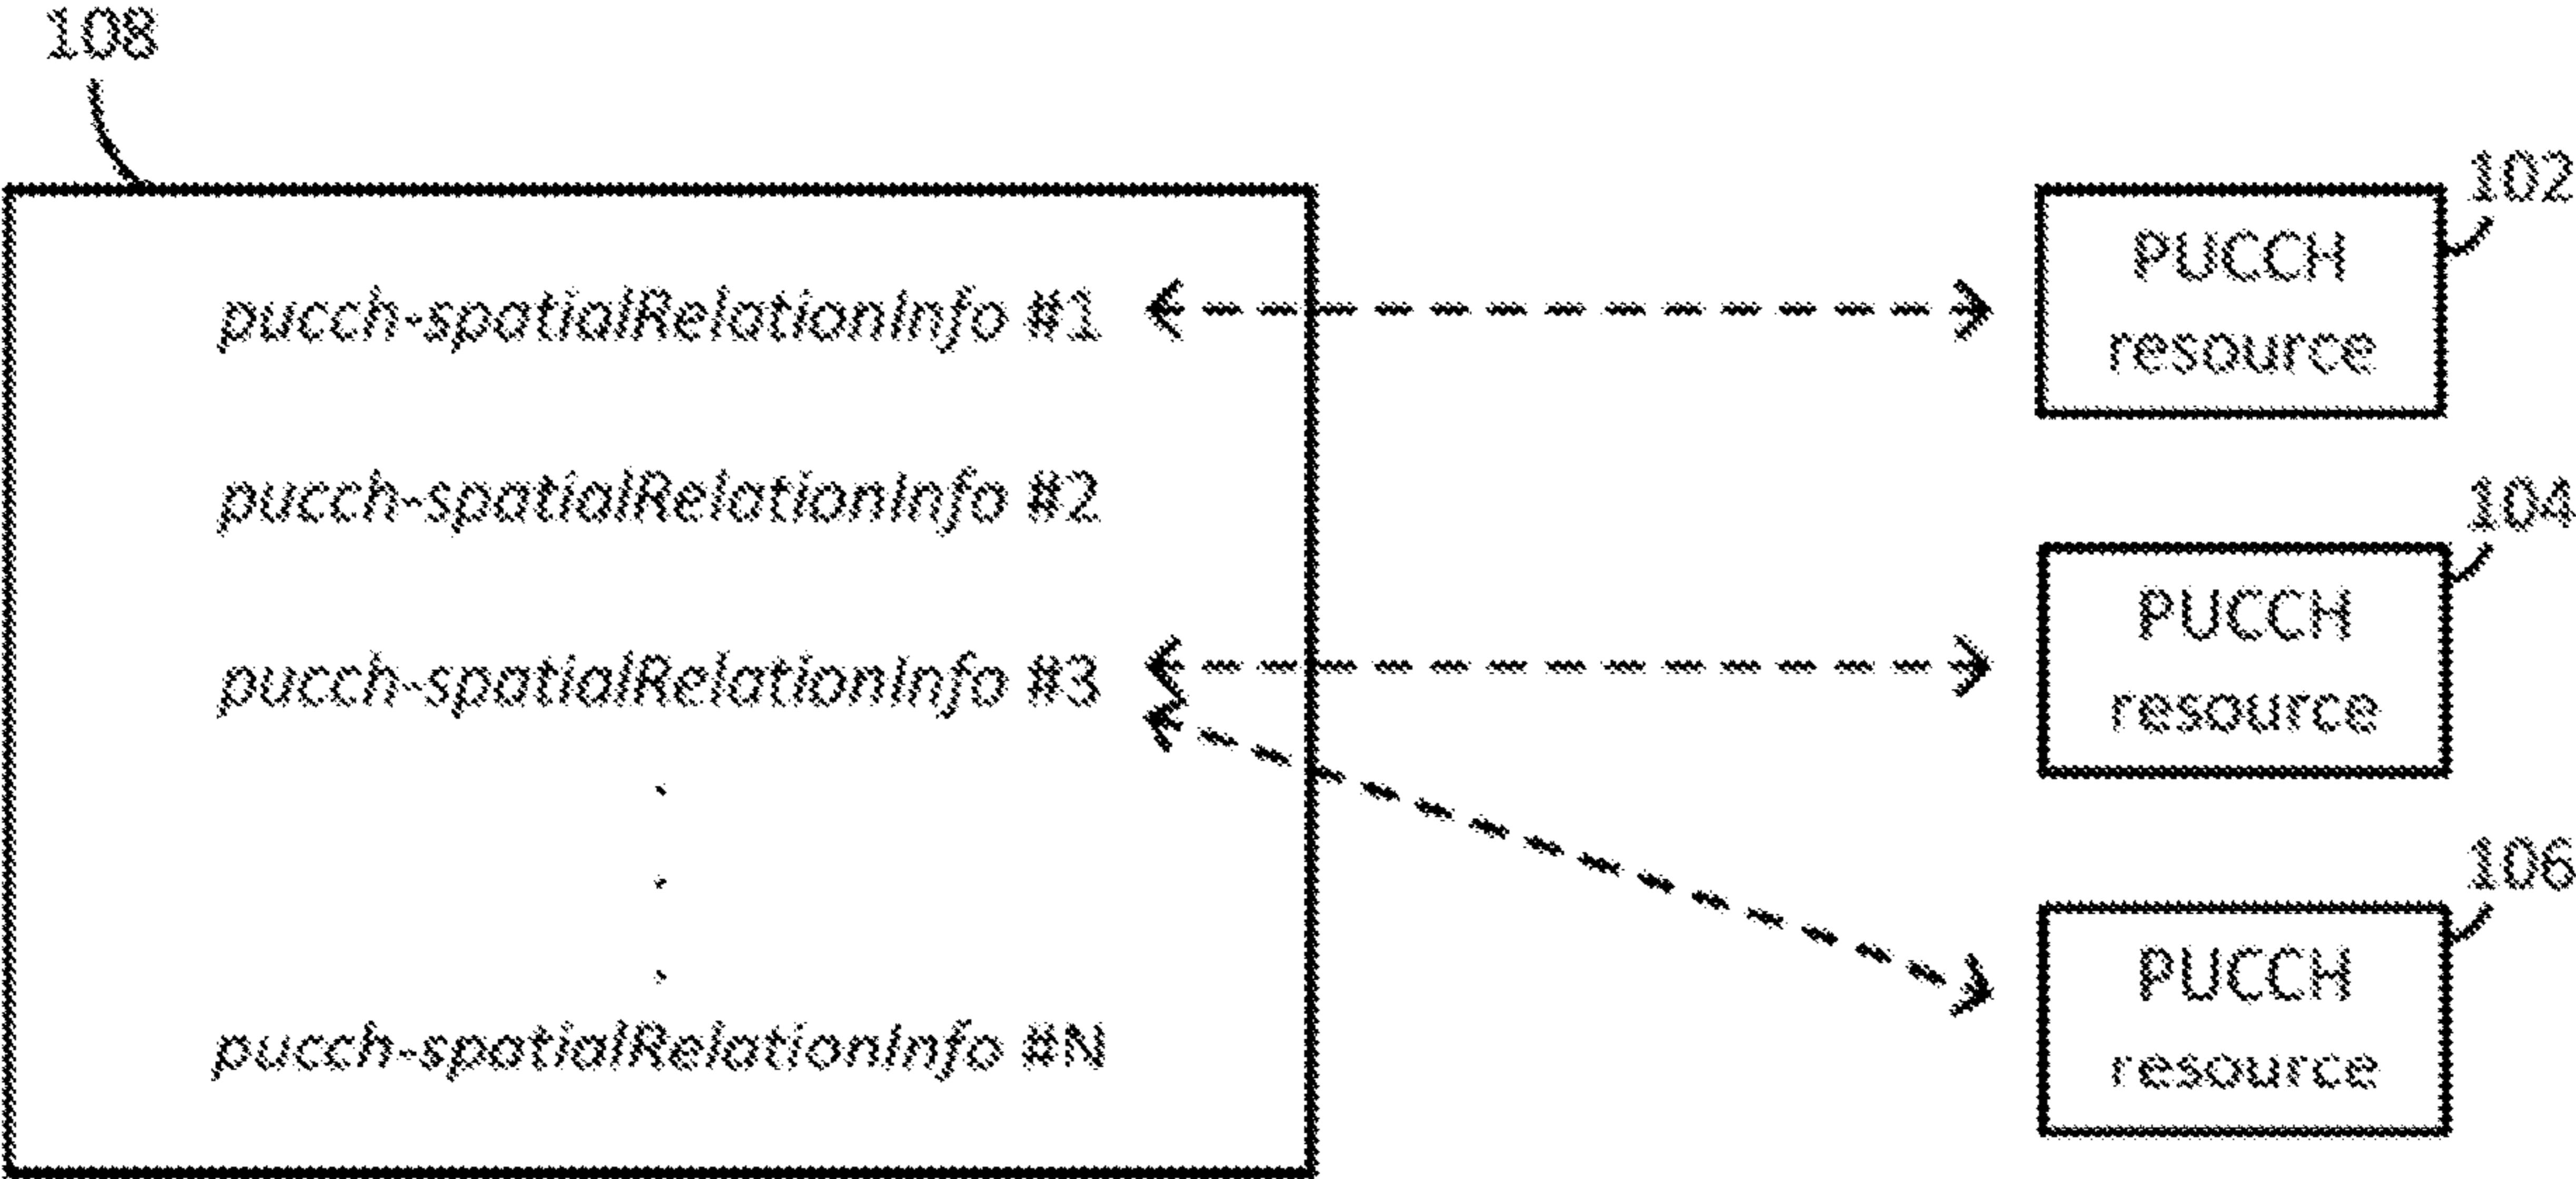 108
pucch-spatialRelationInfo #1
pucch-spatialRelationInfo #2
pucch-spatialRelationInfo #3
.
.
.
pucch-spatialRelationInfo #N
102
PUCCH
resource
104
PUCCH
resource
106
PUCCH
resource